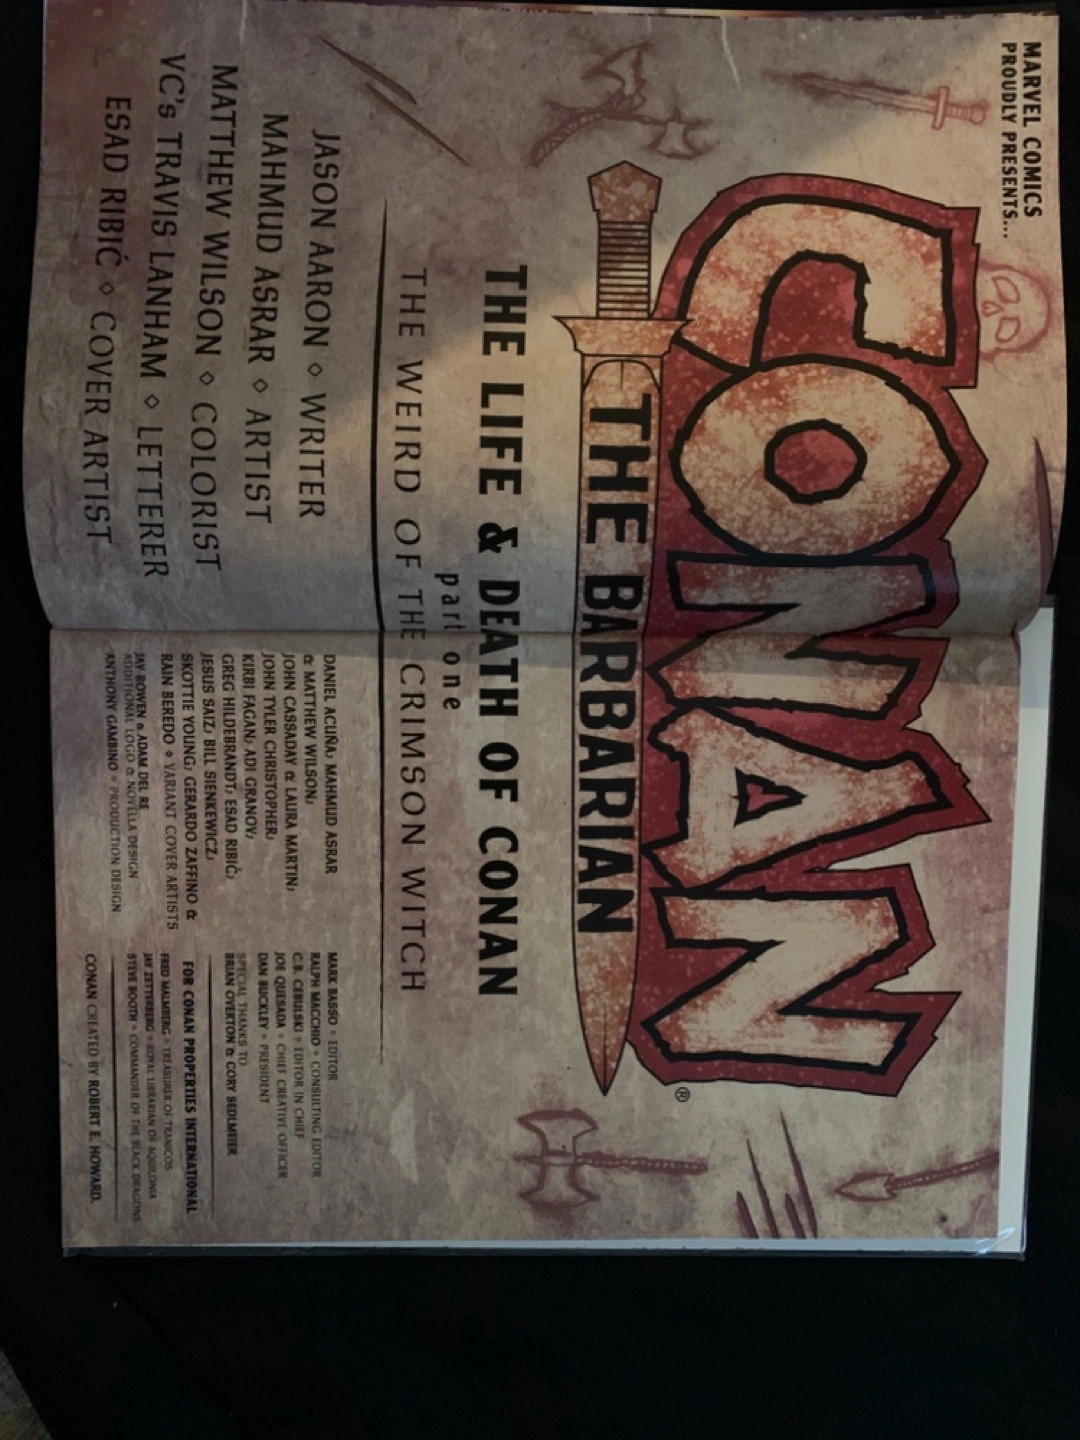 MARVEL COMICS
PROUDLY PRESENTS...
CONAN
THE BARBARIAN
®
THE LIFE & DEATH OF CONAN
part one
THE WEIRD OF THE CRIMSON WITCH
JASON AARON ◊ WRITER
MAHMUD ASRAR ◊ ARTIST
MATTHEW WILSON ◊ COLORIST
VC's TRAVIS LANHAM ◊ LETTERER
ESAD RIBIĆ ◊ COVER ARTIST
DANIEL ACUÑA; MAHMUD ASRAR
& MATTHEW WILSON;
JOHN CASSADAY & LAURA MARTIN;
JOHN TYLER CHRISTOPHER;
KIRBI FAGAN; ADI GRANOV;
GREG HILDEBRANDT; ESAD RIBIĆ;
JESUS SAIZ; BILL SIENKEWICZ;
SKOTTIE YOUNG; GERARDO ZAFFINO &
RAIN BEREDO ◊ VARIANT COVER ARTISTS
JAY BOWEN & ADAM DEL RE
ADDITIONAL LOGO & NOVELLA DESIGN
ANTHONY GAMBINO ◊ PRODUCTION DESIGN
MARK BASSO ◊ EDITOR
RALPH MACCHIO ◊ CONSULTING EDITOR
C.B. CEBULSKI ◊ EDITOR IN CHIEF
JOE QUESADA ◊ CHIEF CREATIVE OFFICER
DAN BUCKLEY ◊ PRESIDENT
SPECIAL THANKS TO
BRIAN OVERTON & CORY SEDLMEIER
FOR CONAN PROPERTIES INTERNATIONAL
FRED MALMBERG ◊ TREASURER OF TRANICOS
JAY ZETTERBERG ◊ ROYAL LIBRARIAN OF AQUILONIA
STEVE BOOTH ◊ COMMANDER OF THE BLACK DRAGONS
CONAN CREATED BY ROBERT E. HOWARD.